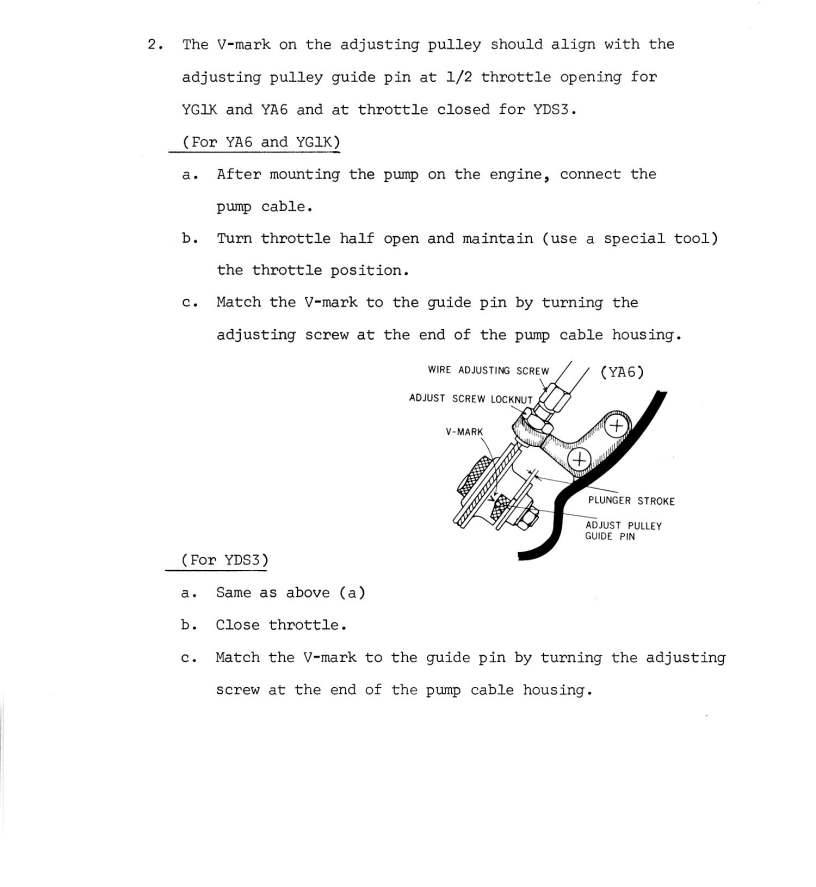 2. The V-mark on the adjusting pulley should align with the
adjusting pulley guide pin at 1/2 throttle opening for
YG1K and YA6 and at throttle closed for YDS3.
(For YA6 and YG1K)
a. After mounting the pump on the engine, connect the
pump cable.
b. Turn throttle half open and maintain (use a special tool)
the throttle position.
c. Match the V-mark to the guide pin by turning the
adjusting screw at the end of the pump cable housing.
WIRE ADJUSTING SCREW
(YA6)
ADJUST SCREW LOCKNUT
V-MARK
PLUNGER STROKE
ADJUST PULLEY
GUIDE PIN
(For YDS3)
a. Same as above (a)
b. Close throttle.
c. Match the V-mark to the guide pin by turning the adjusting
screw at the end of the pump cable housing.